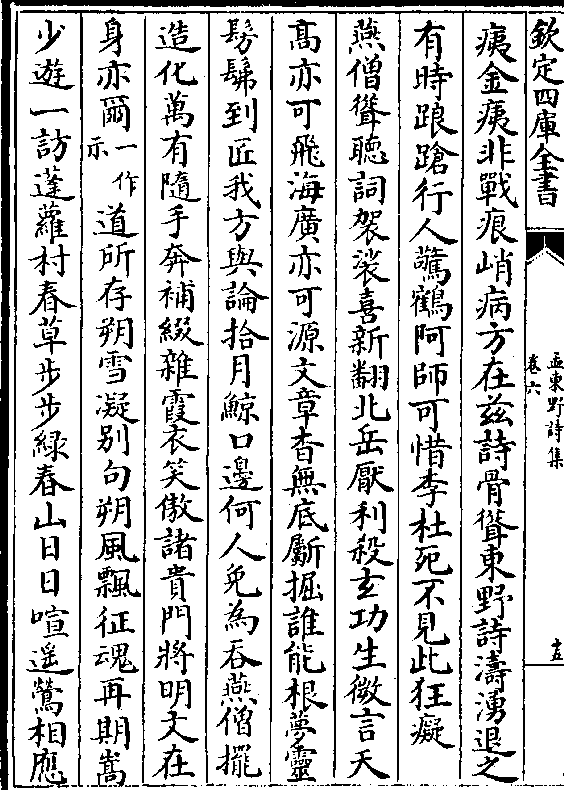 欽定四庫全書
孟東野詩集
卷六
十五
痍金痍非戰痕峭病方在兹詩骨聳東野詩濤湧退之
有時踉蹌行人驚鶴阿師可惜李杜死不見此狂癡
燕僧聳聽詞袈裟喜新翻北岳厭利殺玄功生微言天
髙亦可飛海廣亦可源文章杳無底斸掘誰能根夢靈
髣髴到匠我方與論拾月鯨口邊何人免為吞燕僧擺
造化萬有隨手奔補綴雜霞衣笑傲諸貴門將明文在
身亦爾一作示道所存朔雪凝别句朔風飄征魂再期嵩
少遊一訪蓬蘿村春草步步緑春山日日喧遥鶯相應